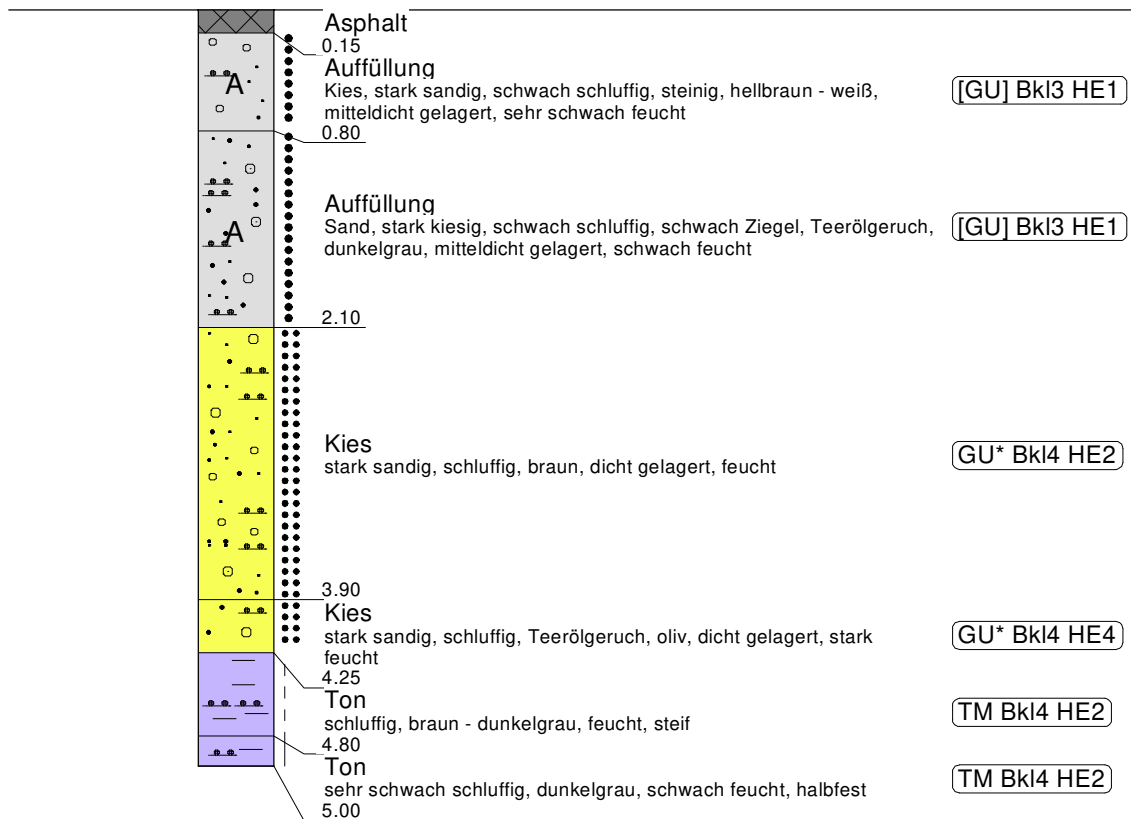 Asphalt
0.15
Auffüllung
Kies, stark sandig, schwach schluffig, steinig, hellbraun - weiß,
mitteldicht gelagert, sehr schwach feucht
[GU] Bkl3 HE1
A
0.80
Auffüllung
Sand, stark kiesig, schwach schluffig, schwach Ziegel, Teerölgeruch,
dunkelgrau, mitteldicht gelagert, schwach feucht
[GU] Bkl3 HE1
A
2.10
Kies
stark sandig, schluffig, braun, dicht gelagert, feucht
GU* Bkl4 HE2
3.90
Kies
stark sandig, schluffig, Teerölgeruch, oliv, dicht gelagert, stark
feucht
GU* Bkl4 HE4
4.25
Ton
schluffig, braun - dunkelgrau, feucht, steif
TM Bkl4 HE2
4.80
Ton
sehr schwach schluffig, dunkelgrau, schwach feucht, halbfest
TM Bkl4 HE2
5.00